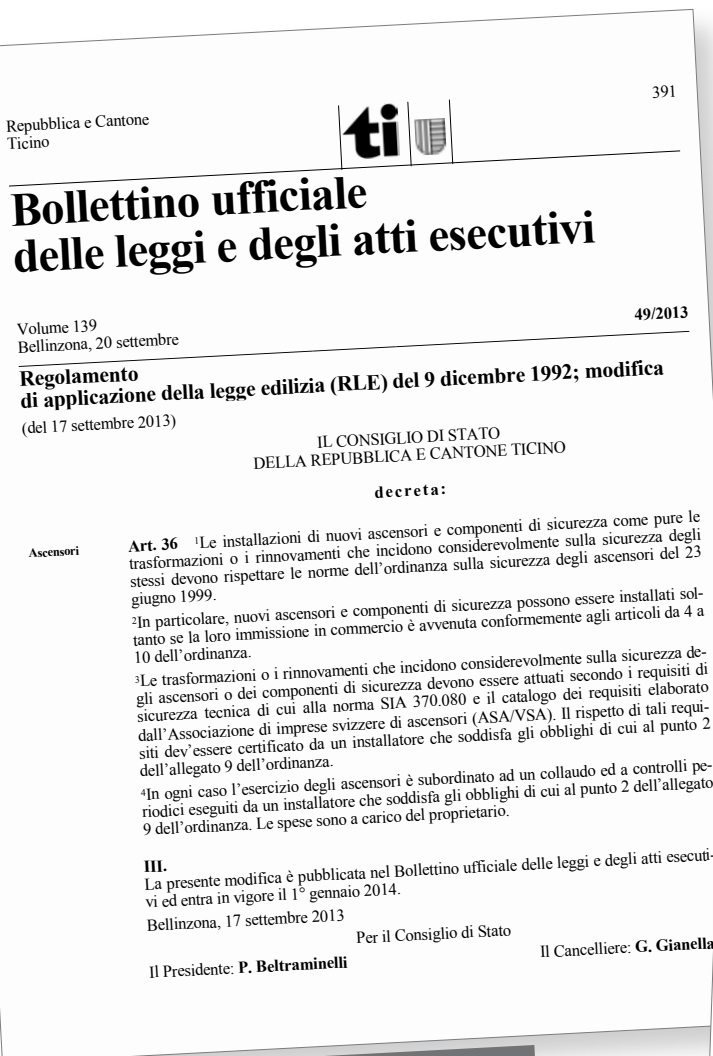 391
Repubblica e Cantone
Ticino
ti
Bollettino ufficiale
delle leggi e degli atti esecutivi
Volume 139
Bellinzona, 20 settembre
49/2013
Regolamento
di applicazione della legge edilizia (RLE) del 9 dicembre 1992; modifica
(del 17 settembre 2013)
IL CONSIGLIO DI STATO
DELLA REPUBBLICA E CANTONE TICINO
decreta:
Ascensori
Art. 36 ¹Le installazioni di nuovi ascensori e componenti di sicurezza come pure le
trasformazioni o i rinnovamenti che incidono considerevolmente sulla sicurezza degli
stessi devono rispettare le norme dell'ordinanza sulla sicurezza degli ascensori del 23
giugno 1999.
²In particolare, nuovi ascensori e componenti di sicurezza possono essere installati sol-
tanto se la loro immissione in commercio è avvenuta conformemente agli articoli da 4 a
10 dell'ordinanza.
³Le trasformazioni o i rinnovamenti che incidono considerevolmente sulla sicurezza de-
gli ascensori o dei componenti di sicurezza devono essere attuati secondo i requisiti di
sicurezza tecnica di cui alla norma SIA 370.080 e il catalogo dei requisiti elaborato
dall'Associazione di imprese svizzere di ascensori (ASA/VSA). Il rispetto di tali requi-
siti dev'essere certificato da un installatore che soddisfa gli obblighi di cui al punto 2
dell'allegato 9 dell'ordinanza.
⁴In ogni caso l'esercizio degli ascensori è subordinato ad un collaudo ed a controlli pe-
riodici eseguiti da un installatore che soddisfa gli obblighi di cui al punto 2 dell'allegato
9 dell'ordinanza. Le spese sono a carico del proprietario.
III.
La presente modifica è pubblicata nel Bollettino ufficiale delle leggi e degli atti esecuti-
vi ed entra in vigore il 1° gennaio 2014.
Bellinzona, 17 settembre 2013
Per il Consiglio di Stato
Il Presidente: P. Beltraminelli
Il Cancelliere: G. Gianella